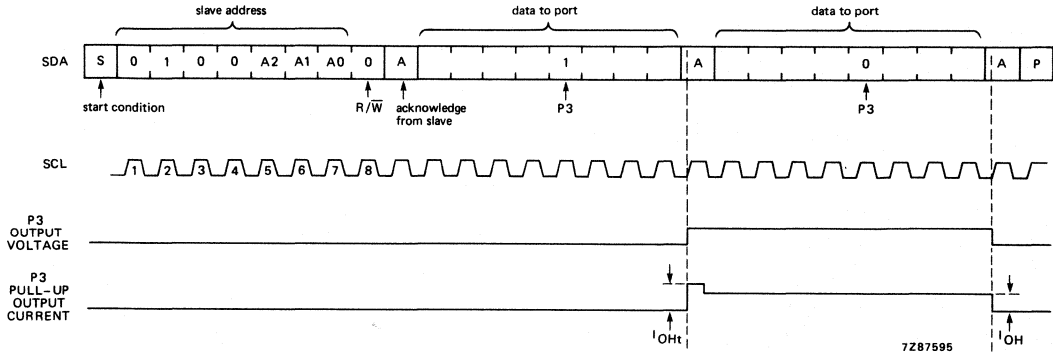 slave address data to port data to port
SDA S 0 1 0 0 A2 A1 A0 0 A 1 A 0 A P
start condition R/W̅ acknowledge from slave P3 P3
SCL 1 2 3 4 5 6 7 8
P3 OUTPUT VOLTAGE
P3 PULL-UP OUTPUT CURRENT
IOHt IOH
7Z87595